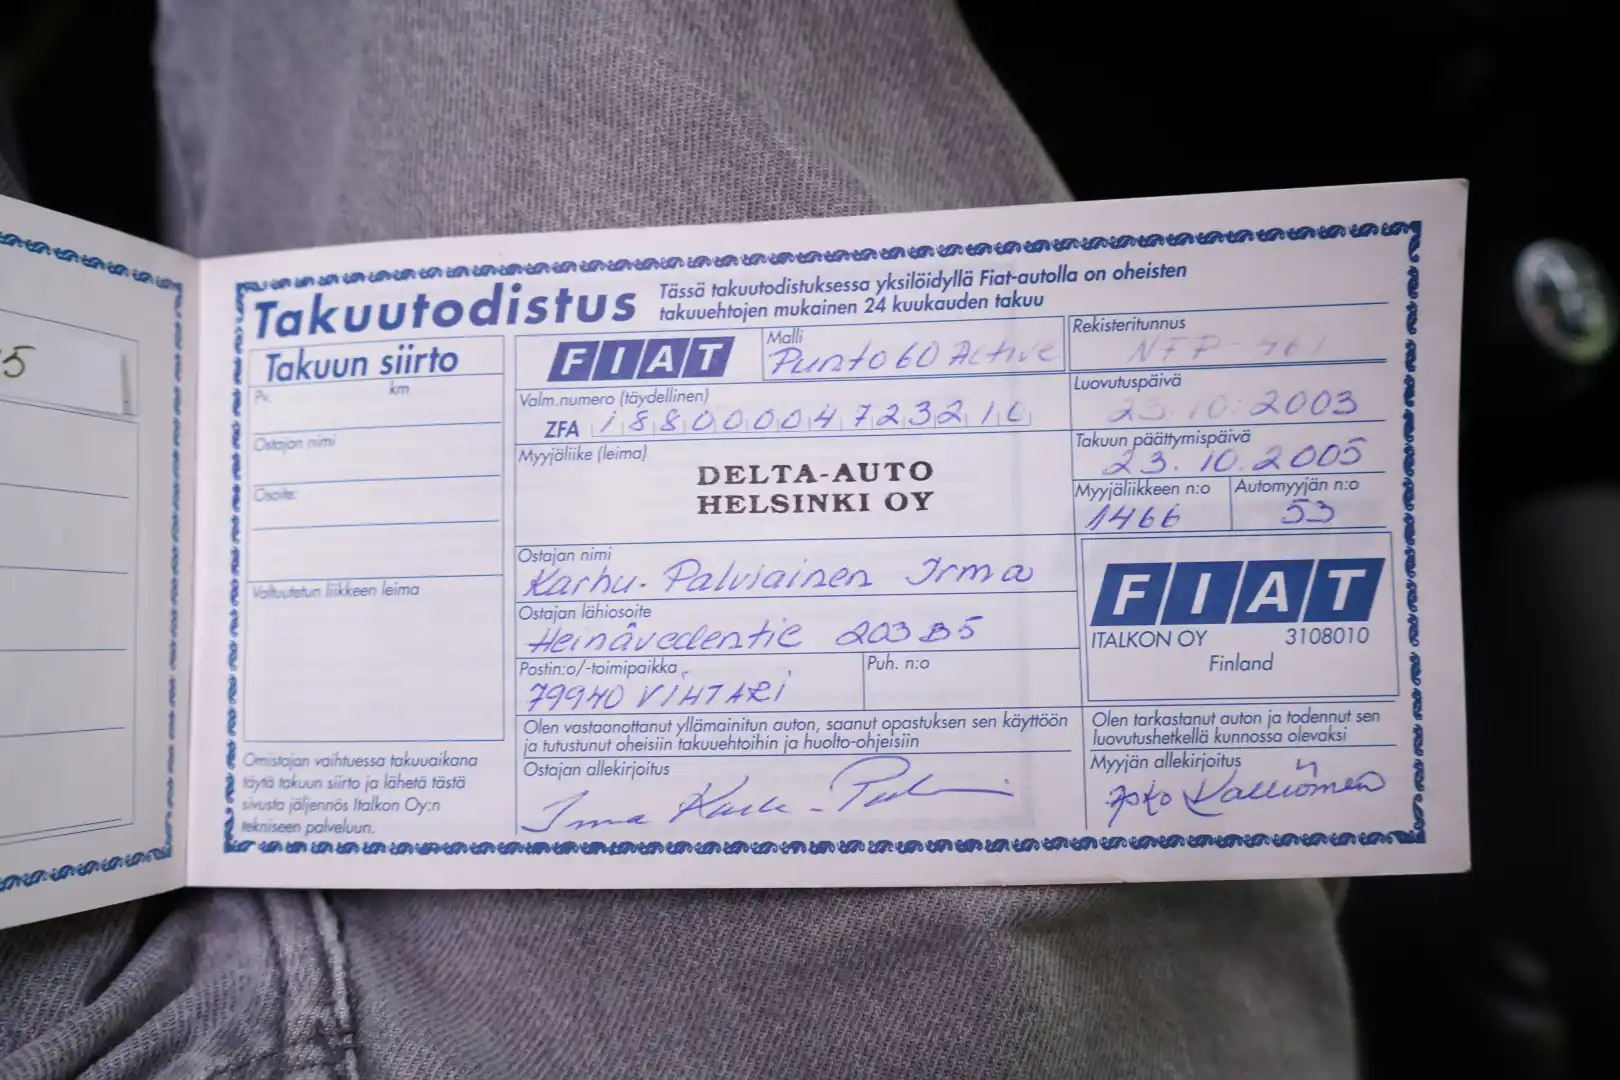 5
Takuutodistus
Tässä takuutodistuksessa yksilöidyllä Fiat-autolla on oheisten
takuuehtojen mukainen 24 kuukauden takuu
Takuun siirto
Pv. km
Ostajan nimi
Osoite:
Valtuutetun liikkeen leima
Omistajan vaihtuessa takuuaikana
täytä takuun siirto ja lähetä tästä
sivusta jäljennös Italkon Oy:n
tekniseen palveluun.
FIAT
Malli
Punto 60 Active
Rekisteritunnus
NFP-461
Valm.numero (täydellinen)
ZFA 18800004723210
Luovutuspäivä
23.10.2003
Takuun päättymispäivä
23.10.2005
Myyjäliike (leima)
DELTA-AUTO
HELSINKI OY
Myyjäliikkeen n:o
1466
Automyyjän n:o
53
Ostajan nimi
Karhu-Palviainen Irma
Ostajan lähiosoite
Heinävedentie 203 B5
Postin:o/-toimipaikka
79940 VIHTARI
Puh. n:o
FIAT
ITALKON OY 3108010
Finland
Olen vastaanottanut yllämainitun auton, saanut opastuksen sen käyttöön
ja tutustunut oheisiin takuuehtoihin ja huolto-ohjeisiin
Ostajan allekirjoitus
Irma Karhu-
Olen tarkastanut auton ja todennut sen
luovutushetkellä kunnossa olevaksi
Myyjän allekirjoitus